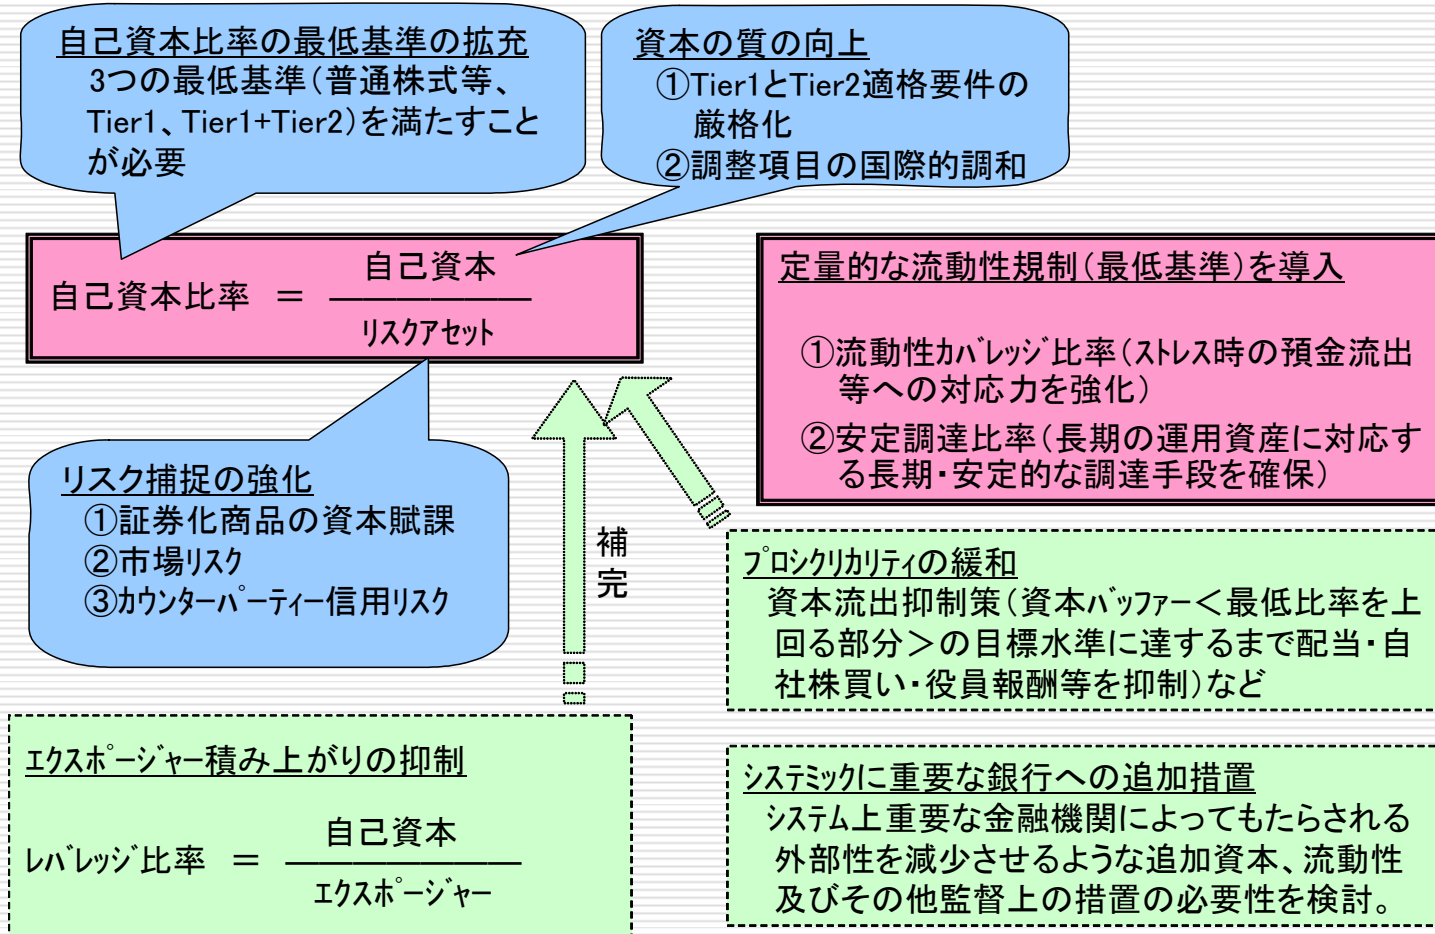 自己資本比率の最低基準の拡充
3つの最低基準(普通株式等、
Tier1、Tier1+Tier2)を満たすこと
が必要
資本の質の向上
①Tier1とTier2適格要件の
厳格化
②調整項目の国際的調和
自己資本比率 = 自己資本
リスクアセット
定量的な流動性規制(最低基準)を導入
①流動性カバレッジ比率(ストレス時の預金流出
等への対応力を強化)
②安定調達比率(長期の運用資産に対応す
る長期・安定的な調達手段を確保)
リスク捕捉の強化
①証券化商品の資本賦課
②市場リスク
③カウンターパーティー信用リスク
補
完
プロシクリカリティの緩和
資本流出抑制策(資本バッファー<最低比率を上
回る部分>の目標水準に達するまで配当・自
社株買い・役員報酬等を抑制)など
エクスポージャー積み上がりの抑制
レバレッジ比率 = 自己資本
エクスポージャー
システミックに重要な銀行への追加措置
システム上重要な金融機関によってもたらされる
外部性を減少させるような追加資本、流動性
及びその他監督上の措置の必要性を検討。